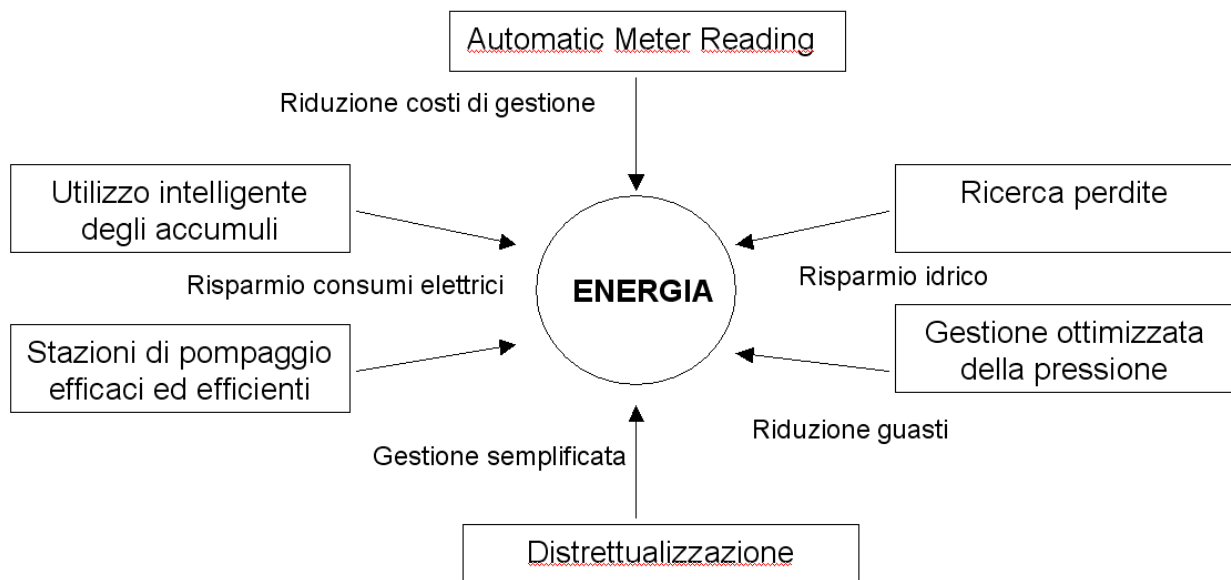 Automatic Meter Reading
Riduzione costi di gestione
Utilizzo intelligente
degli accumuli
Ricerca perdite
Risparmio consumi elettrici
ENERGIA
Risparmio idrico
Stazioni di pompaggio
efficaci ed efficienti
Gestione ottimizzata
della pressione
Riduzione guasti
Gestione semplificata
Distrettualizzazione